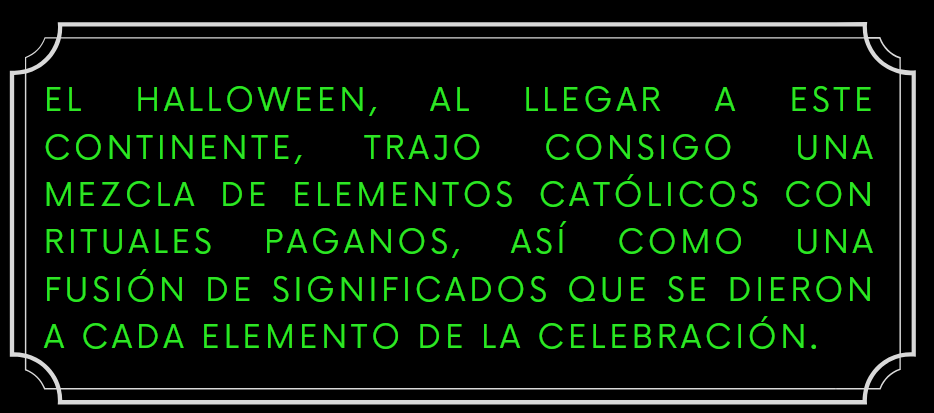 EL HALLOWEEN, AL LLEGAR A ESTE
CONTINENTE, TRAJO CONSIGO UNA
MEZCLA DE ELEMENTOS CATÓLICOS CON
RITUALES PAGANOS, ASÍ COMO UNA
FUSIÓN DE SIGNIFICADOS QUE SE DIERON
A CADA ELEMENTO DE LA CELEBRACIÓN.